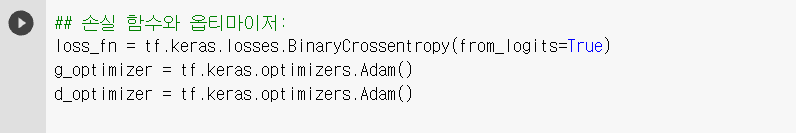 ## 손실 함수와 옵티마이저:
loss_fn = tf.keras.losses.BinaryCrossentropy(from_logits=True)
g_optimizer = tf.keras.optimizers.Adam()
d_optimizer = tf.keras.optimizers.Adam()